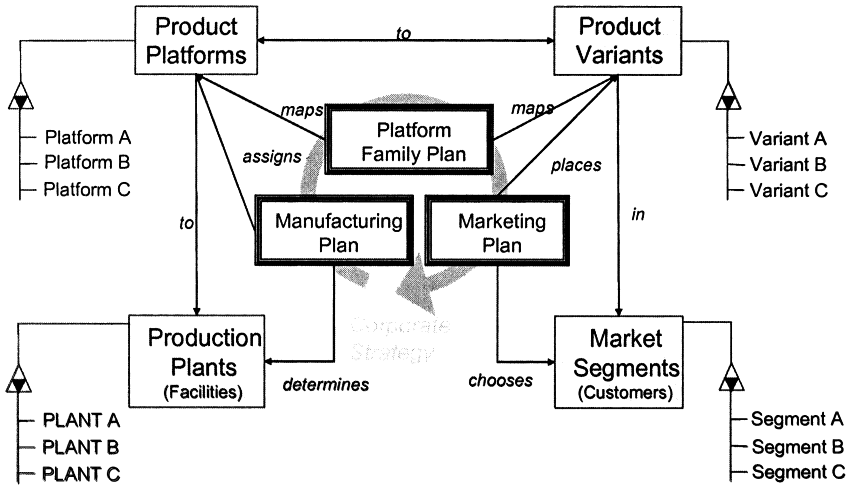 Product
Platforms
to
Product
Variants
maps
maps
Platform
Family Plan
assigns
places
Platform A
Platform B
Platform C
Variant A
Variant B
Variant C
to
Manufacturing
Plan
Marketing
Plan
in
Corporate
Strategy
Production
Plants
(Facilities)
determines
chooses
Market
Segments
(Customers)
PLANT A
PLANT B
PLANT C
Segment A
Segment B
Segment C